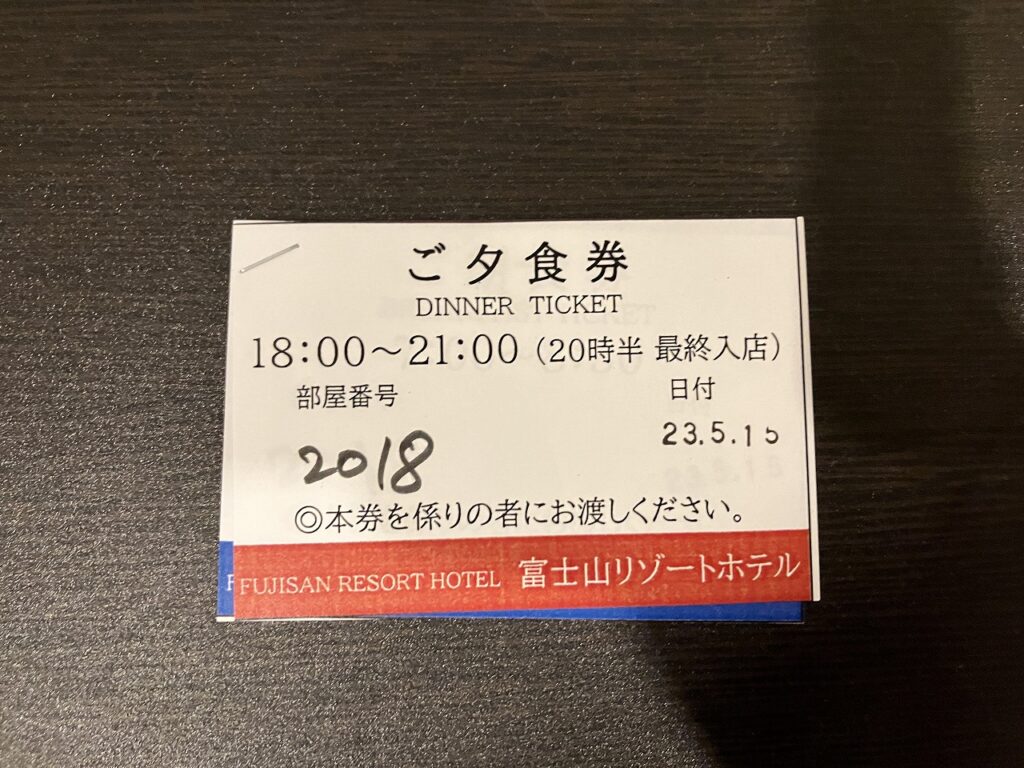 ご夕食券
DINNER TICKET
18:00～21:00 (20時半 最終入店)
部屋番号 日付
2018 23.5.15
◎本券を係りの者にお渡しください。
FUJISAN RESORT HOTEL 富士山リゾートホテル